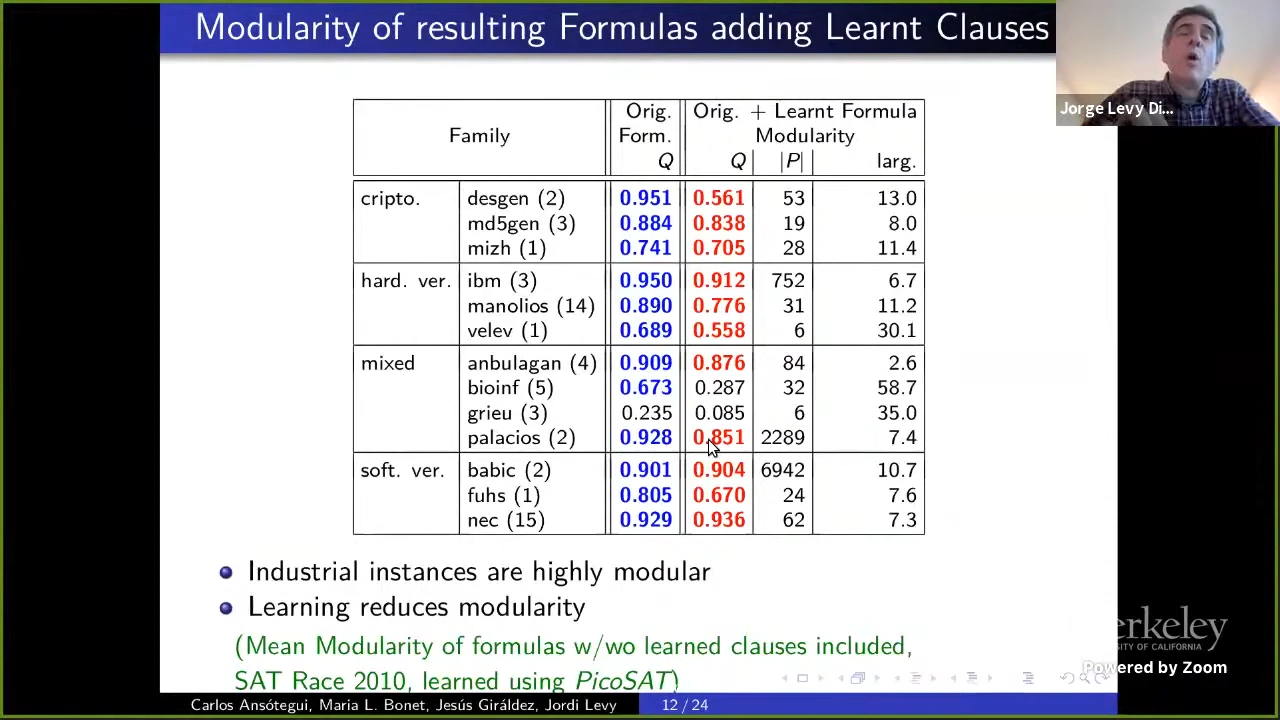 Modularity of resulting Formulas adding Learnt Clauses
Jorge Levy Di...
Family Orig. Form. Q Orig. + Learnt Formula Modularity Q |P| larg.
cripto. desgen (2) 0.951 0.561 53 13.0
md5gen (3) 0.884 0.838 19 8.0
mizh (1) 0.741 0.705 28 11.4
hard. ver. ibm (3) 0.950 0.912 752 6.7
manolios (14) 0.890 0.776 31 11.2
velev (1) 0.689 0.558 6 30.1
mixed anbulagan (4) 0.909 0.876 84 2.6
bioinf (5) 0.673 0.287 32 58.7
grieu (3) 0.235 0.085 6 35.0
palacios (2) 0.928 0.851 2289 7.4
soft. ver. babic (2) 0.901 0.904 6942 10.7
fuhs (1) 0.805 0.670 24 7.6
nec (15) 0.929 0.936 62 7.3
Industrial instances are highly modular
Learning reduces modularity
(Mean Modularity of formulas w/wo learned clauses included,
SAT Race 2010, learned using PicoSAT)
Powered by Zoom
Carlos Ansótegui, Maria L. Bonet, Jesús Giráldez, Jordi Levy 12 / 24